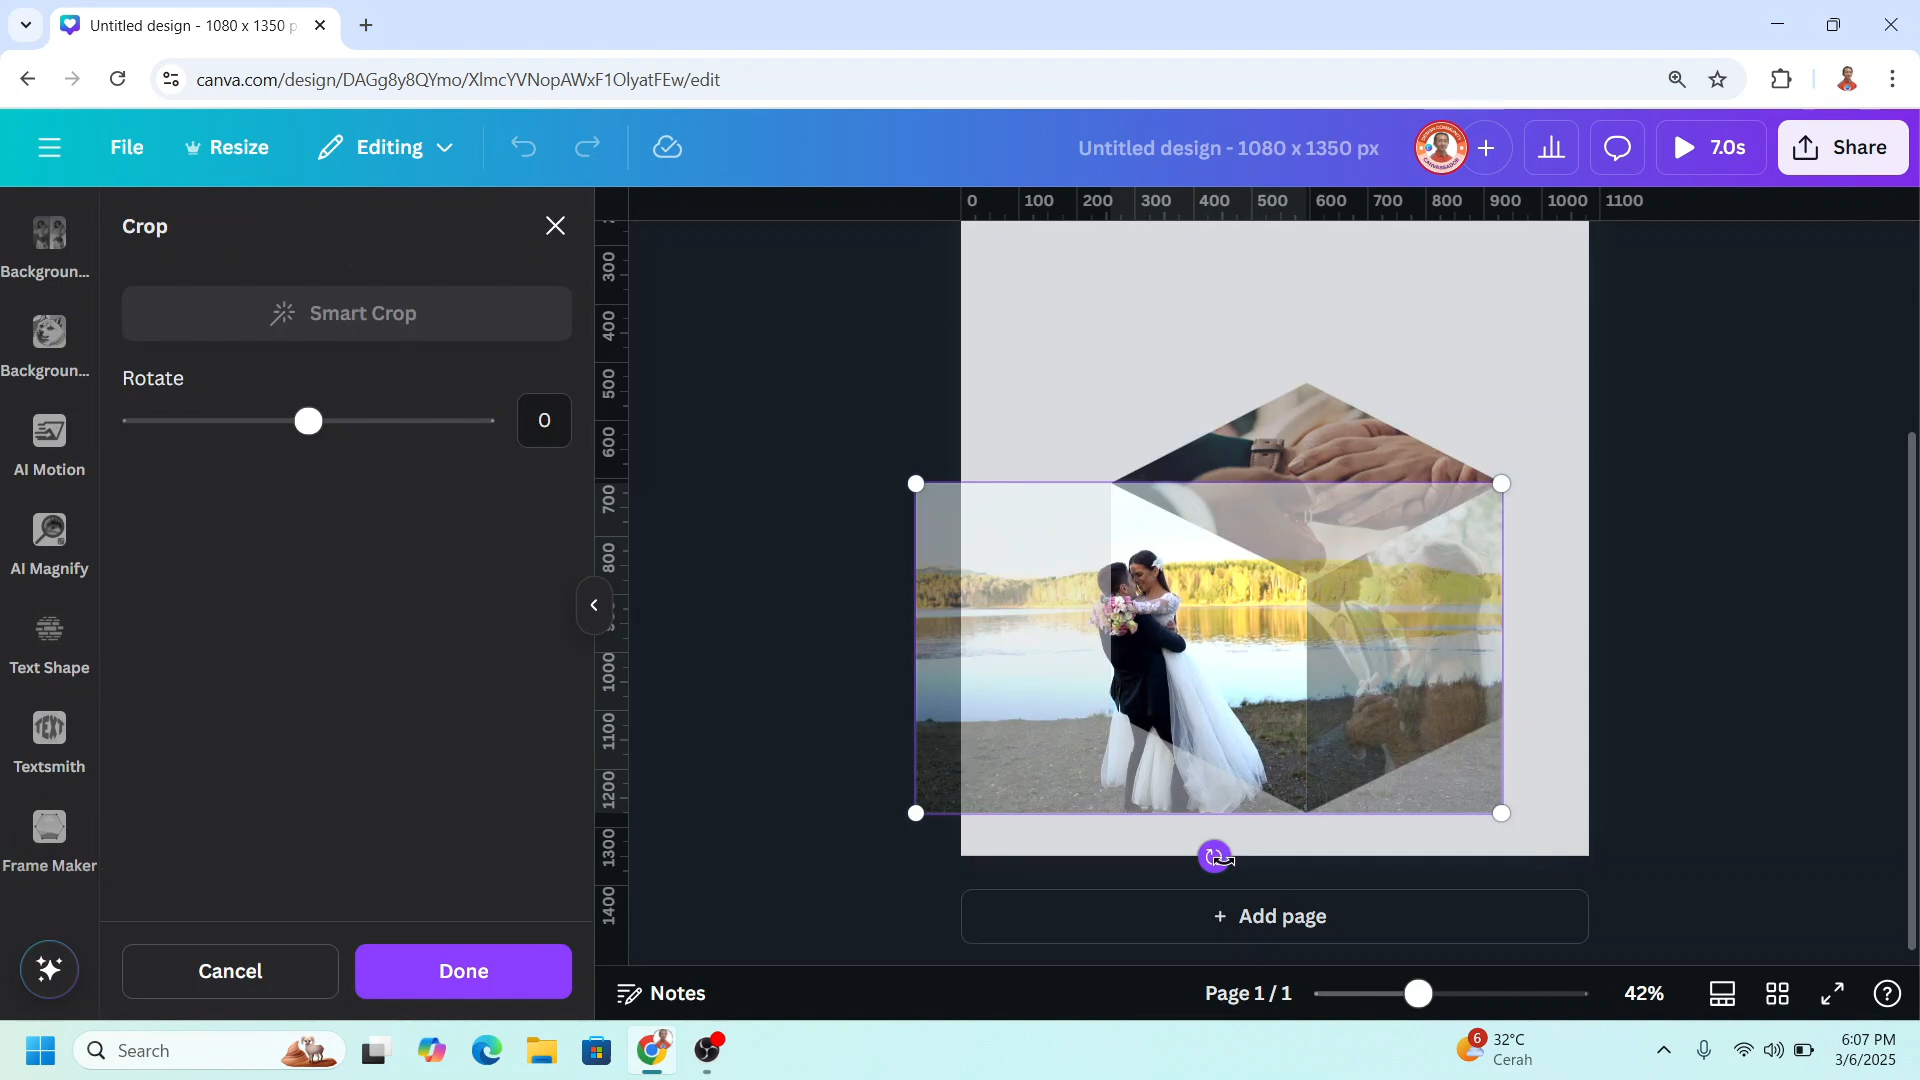 Untitled design - 1080 x 1350 p
canva.com/design/DAGg8y8QYmo/XlmcYVNopAWxF1OlyatFEw/edit
File
Resize
Editing
Untitled design - 1080 x 1350 px
7.0s
Share
Backgroun...
Backgroun...
AI Motion
AI Magnify
Text Shape
TEXT
Textsmith
Frame Maker
Crop
Smart Crop
Rotate
0
Cancel
Done
0 100 200 300 400 500 600 700 800 900 1000 1100
300
400
500
600
700
800
1000
1100
1200
1300
1400
+ Add page
Notes
Page 1 / 1
42%
Search
6
32°C
Cerah
6:07 PM
3/6/2025